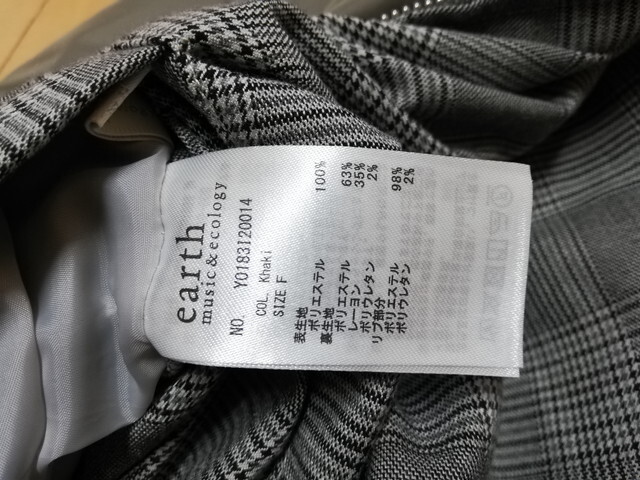 earth
music&ecology
NO. Y0183I20014
COL. Khaki
SIZE F
表生地
ポリエステル 100%
裏生地
ポリエステル 63%
レーヨン 35%
ポリウレタン 2%
リブ部分
ポリエステル 98%
ポリウレタン 2%